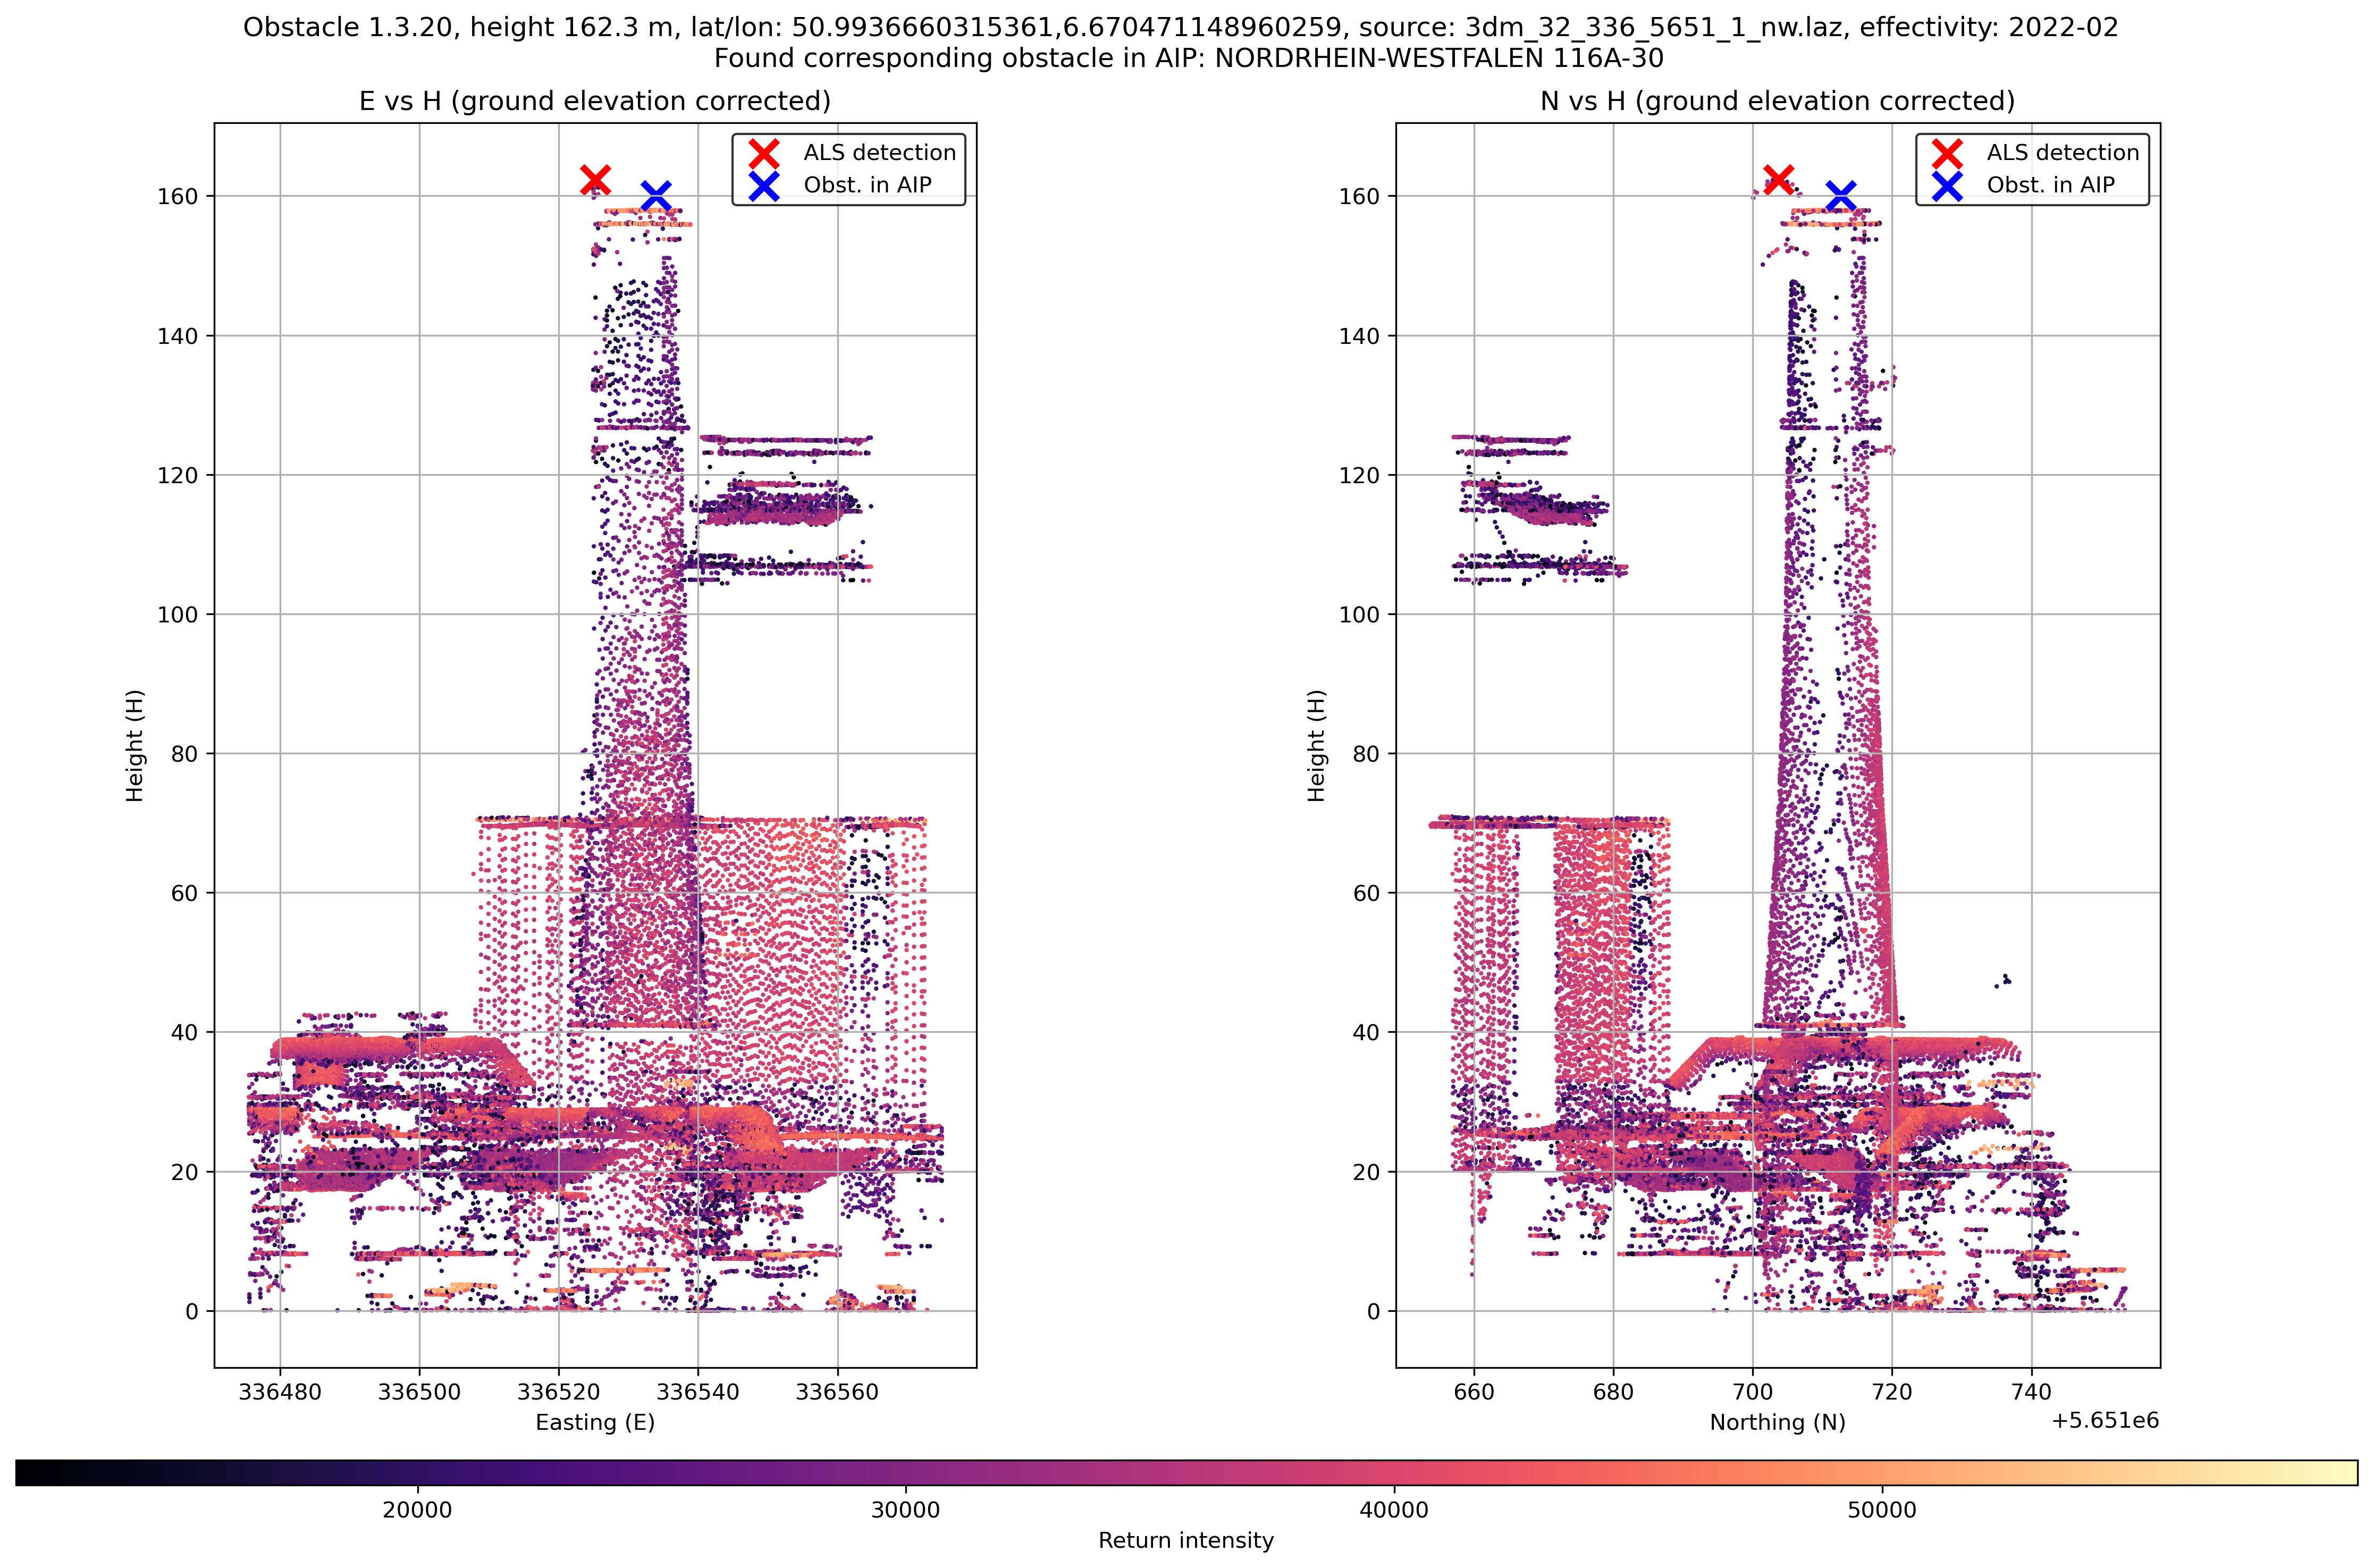 Obstacle 1.3.20, height 162.3 m, lat/lon: 50.9936660315361,6.670471148960259, source: 3dm_32_336_5651_1_nw.laz, effectivity: 2022-02
Found corresponding obstacle in AIP: NORDRHEIN-WESTFALEN 116A-30
E vs H (ground elevation corrected)
ALS detection
Obst. in AIP
160
140
120
100
80
60
40
20
0
Height (H)
336480 336500 336520 336540 336560
Easting (E)
N vs H (ground elevation corrected)
ALS detection
Obst. in AIP
160
140
120
100
80
60
40
20
0
Height (H)
660 680 700 720 740
Northing (N)
+5.651e6
20000 30000 40000 50000
Return intensity